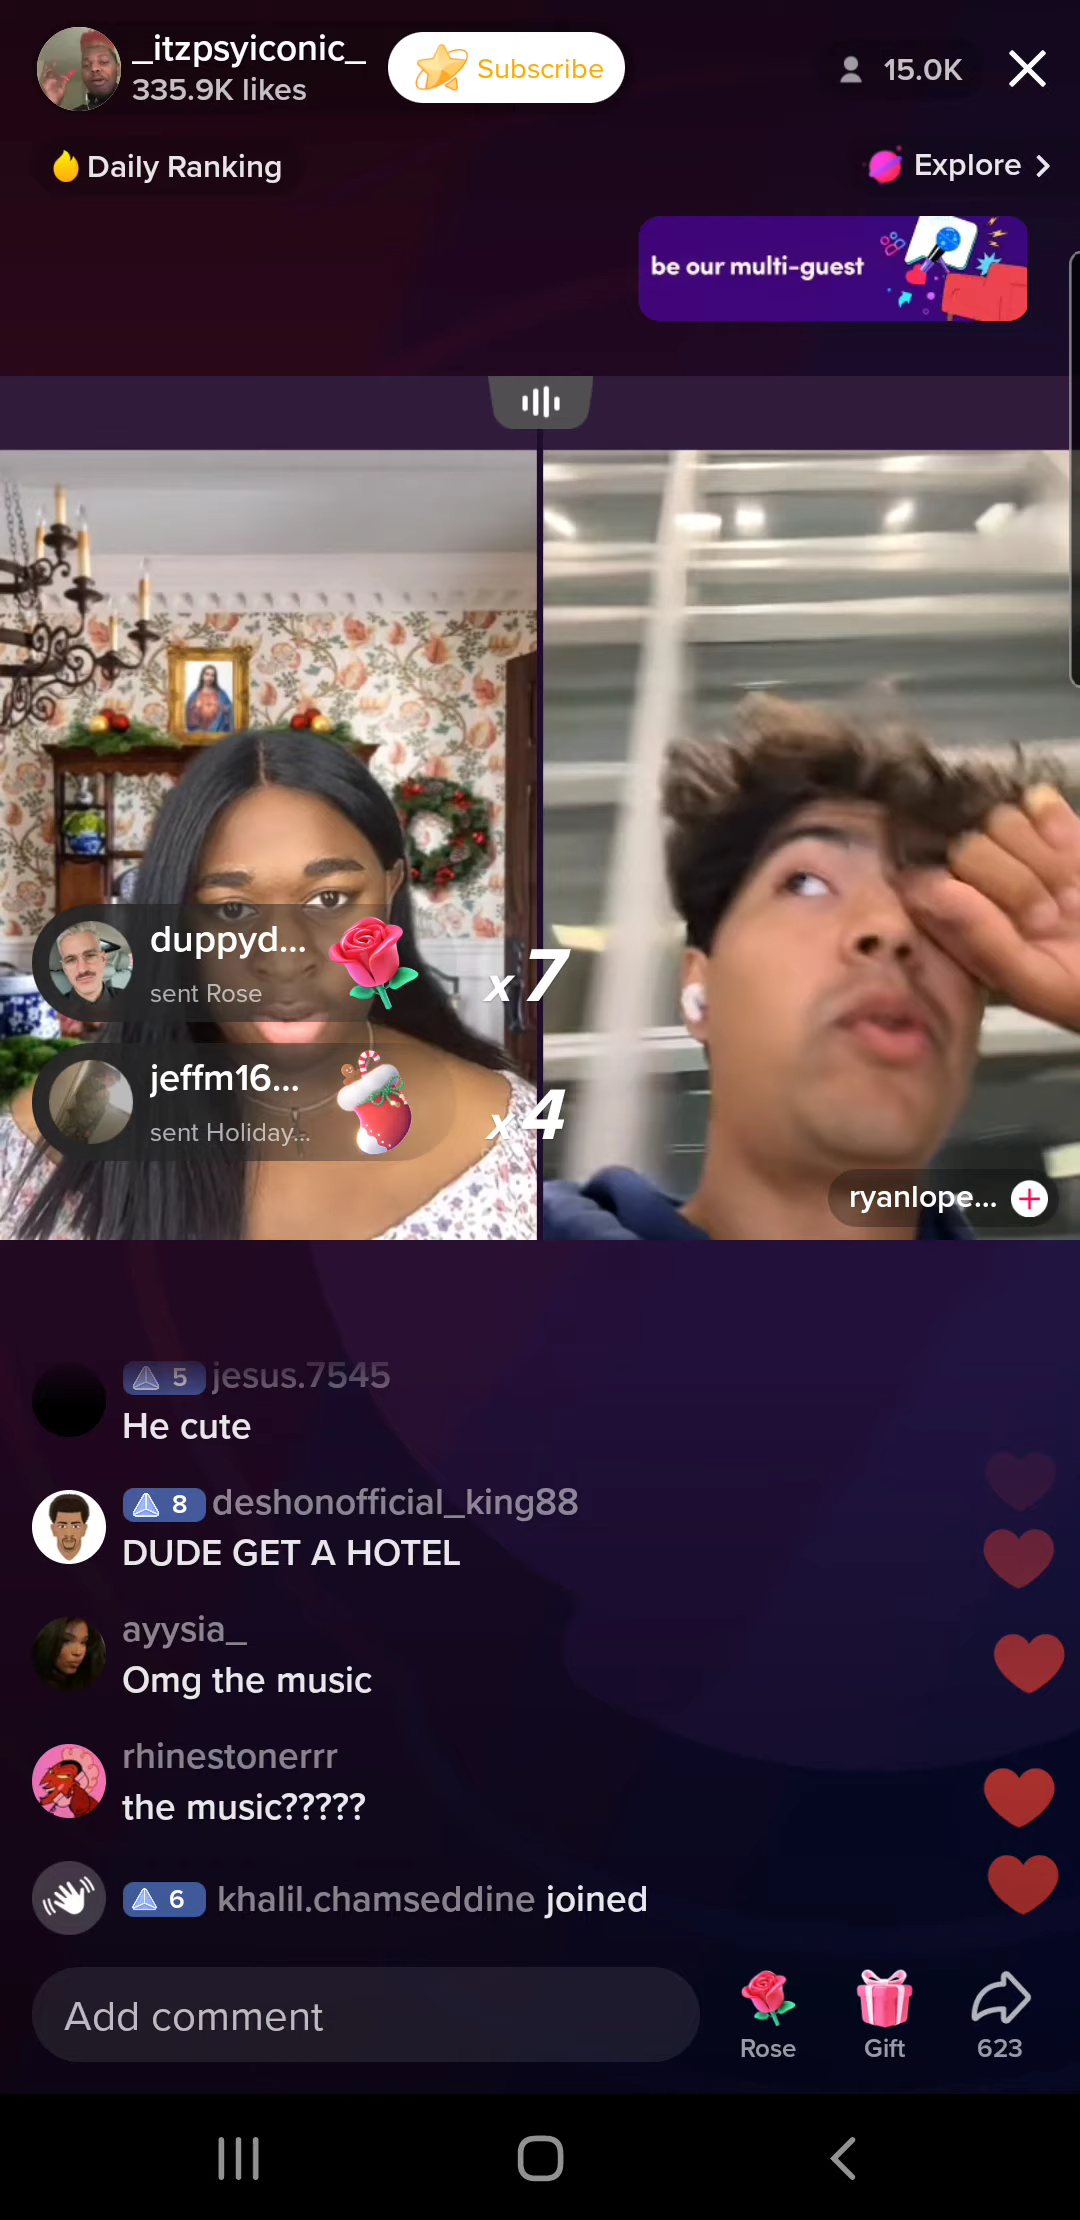 _itzpsyiconic_
335.9K likes
Subscribe
15.0K
Daily Ranking
Explore
be our multi-guest
duppyd...
sent Rose
x7
jeffm16...
sent Holiday...
x4
ryanlope...
5 jesus.7545
He cute
8 deshonofficial_king88
DUDE GET A HOTEL
ayysia_
Omg the music
rhinestonerrr
the music?????
6 khalil.chamseddine joined
Add comment
Rose
Gift
623